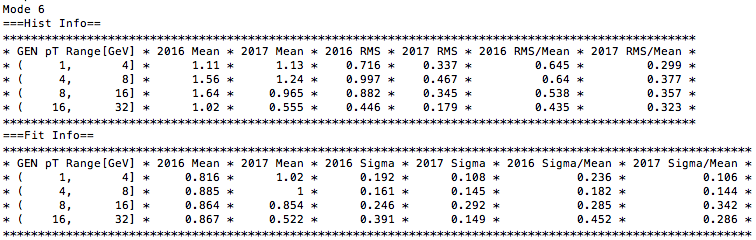 Mode 6
===Hist Info==
****************************************************************************************************
* GEN pT Range[GeV] * 2016 Mean * 2017 Mean * 2016 RMS * 2017 RMS * 2016 RMS/Mean * 2017 RMS/Mean *
* ( 1, 4] * 1.11 * 1.13 * 0.716 * 0.337 * 0.645 * 0.299 *
* ( 4, 8] * 1.56 * 1.24 * 0.997 * 0.467 * 0.64 * 0.377 *
* ( 8, 16] * 1.64 * 0.965 * 0.882 * 0.345 * 0.538 * 0.357 *
* ( 16, 32] * 1.02 * 0.555 * 0.446 * 0.179 * 0.435 * 0.323 *
****************************************************************************************************
===Fit Info==
************************************************************************************************************
* GEN pT Range[GeV] * 2016 Mean * 2017 Mean * 2016 Sigma * 2017 Sigma * 2016 Sigma/Mean * 2017 Sigma/Mean *
* ( 1, 4] * 0.816 * 1.02 * 0.192 * 0.108 * 0.236 * 0.106 *
* ( 4, 8] * 0.885 * 1 * 0.161 * 0.145 * 0.182 * 0.144 *
* ( 8, 16] * 0.864 * 0.854 * 0.246 * 0.292 * 0.285 * 0.342 *
* ( 16, 32] * 0.867 * 0.522 * 0.391 * 0.149 * 0.452 * 0.286 *
************************************************************************************************************